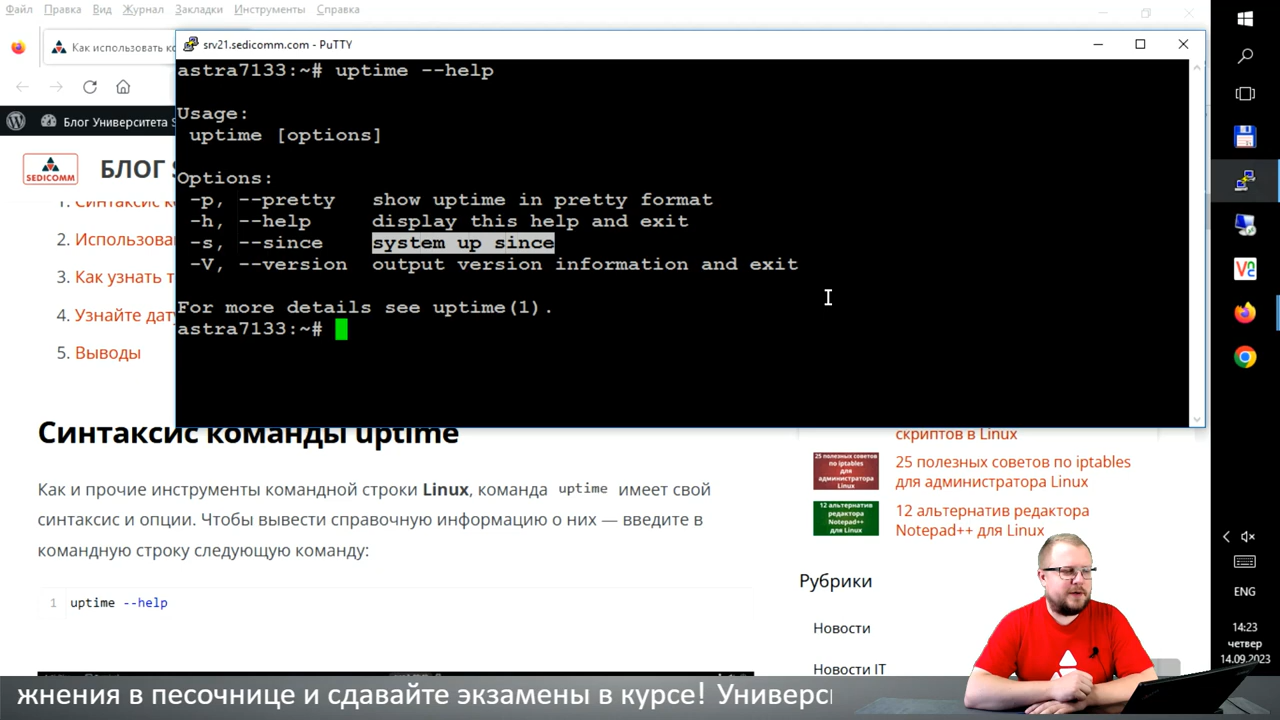 Файл Правка Вид Журнал Закладки Инструменты Справка
Как использовать ко
srv21.sedicomm.com - PuTTY
astra7133:~# uptime --help
Usage:
uptime [options]
Options:
-p, --pretty show uptime in pretty format
-h, --help display this help and exit
-s, --since system up since
-V, --version output version information and exit
For more details see uptime(1).
astra7133:~#
Блог Университета S
SEDICOMM
БЛОГ S
1. Синтаксис к
2. Использова
3. Как узнать т
4. Узнайте дат
5. Выводы
Синтаксис команды uptime
Как и прочие инструменты командной строки Linux, команда uptime имеет свой
синтаксис и опции. Чтобы вывести справочную информацию о них — введите в
командную строку следующую команду:
1 uptime --help
скриптов в Linux
25 полезных советов
по iptables
для
администратора
Linux
25 полезных советов по iptables
для администратора Linux
12 альтернатив
редактора
Notepad++
для Linux
12 альтернатив редактора
Notepad++ для Linux
Рубрики
Новости
Новости IT
ENG
14:23
четверг
14.09.2023
жнения в песочнице и сдавайте экзамены в курсе! Универс